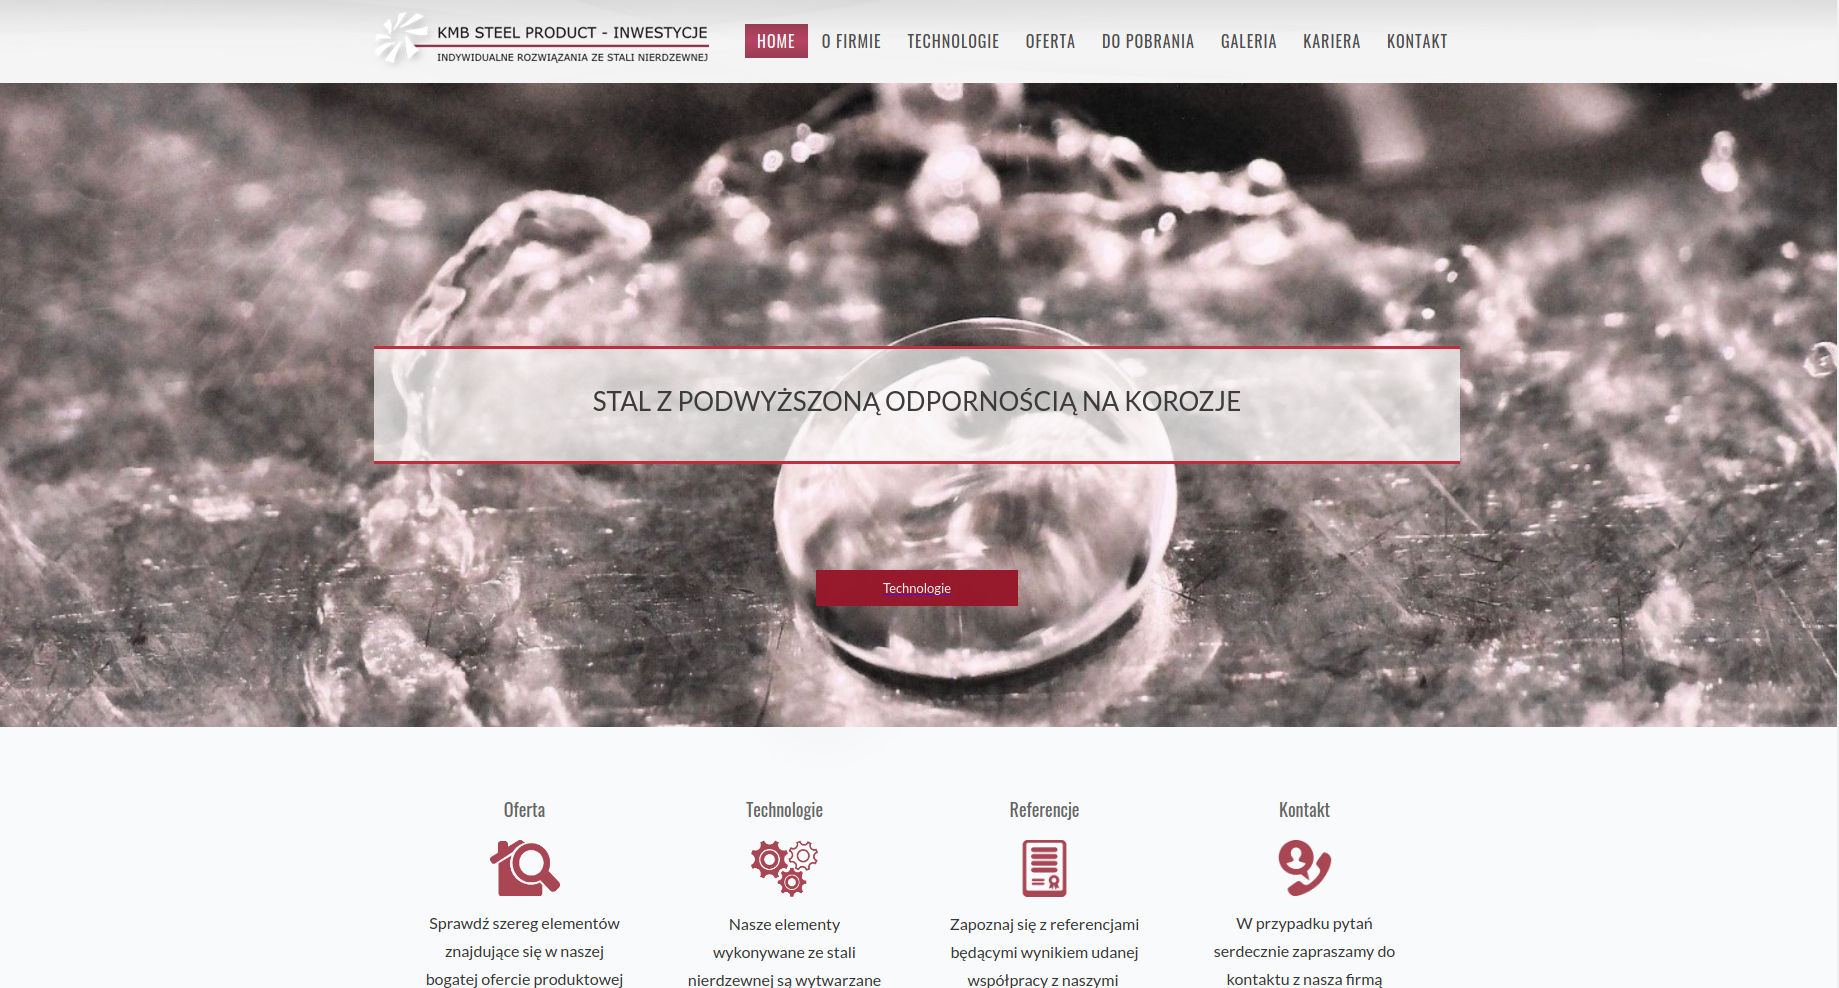 KMB STEEL PRODUCT - INWESTYCJE
INDYWIDUALNE ROZWIĄZANIA ZE STALI NIERDZEWNEJ
HOME O FIRMIE TECHNOLOGIE OFERTA DO POBRANIA GALERIA KARIERA KONTAKT
STAL Z PODWYŻSZONĄ ODPORNOŚCIĄ NA KOROZJE
Technologie
Oferta
Sprawdź szereg elementów
znajdujące się w naszej
bogatej ofercie produktowej
Technologie
Nasze elementy
wykonywane ze stali
nierdzewnej są wytwarzane
Referencje
Zapoznaj się z referencjami
będącymi wynikiem udanej
współpracy z naszymi
Kontakt
W przypadku pytań
serdecznie zapraszamy do
kontaktu z nasza firmą